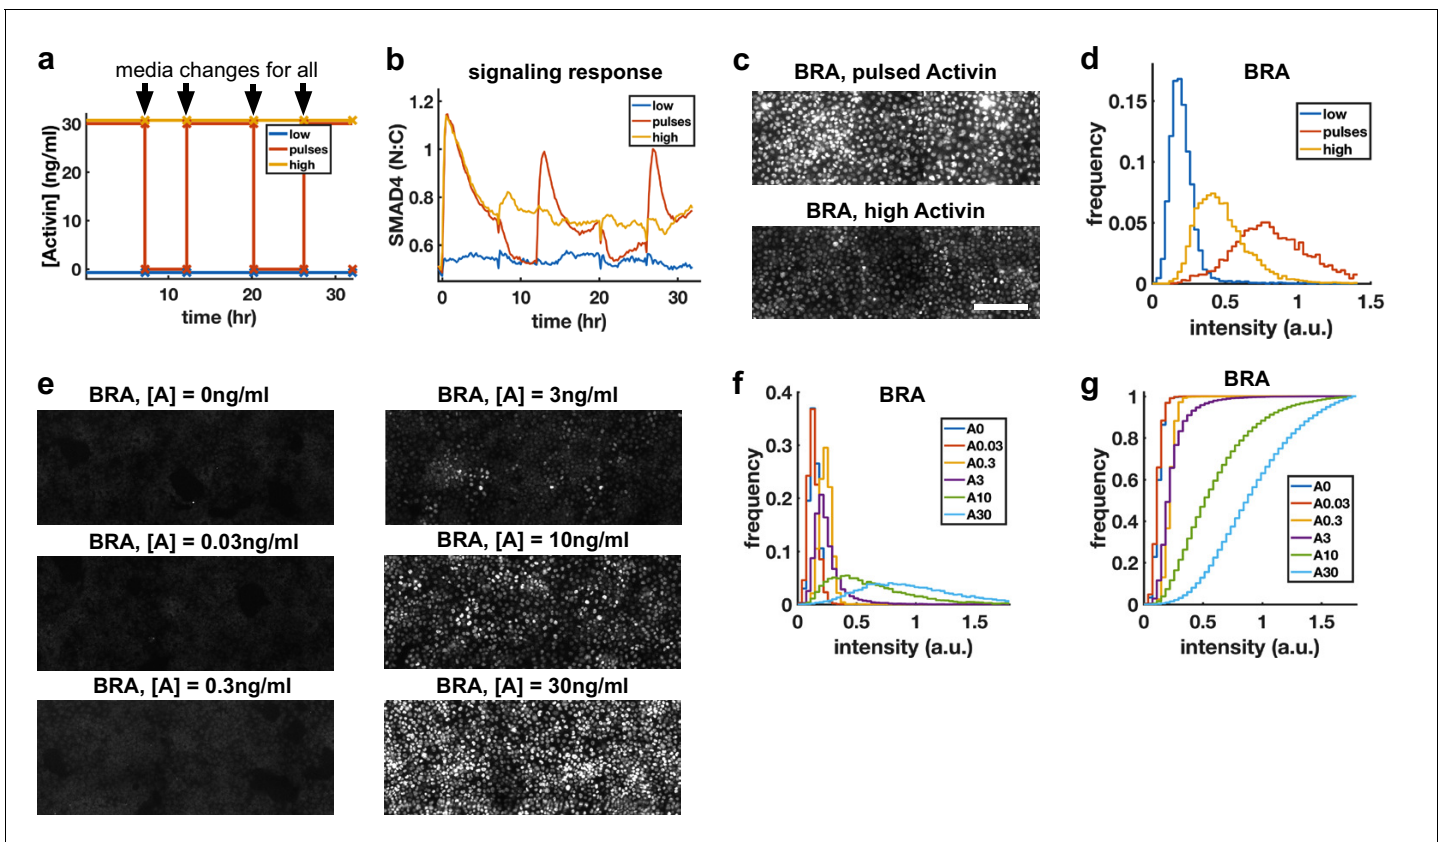 a
media changes for all
[Activin] (ng/ml)
30
20
10
0
low
pulses
high
10
20
30
time (hr)
b
signaling response
SMAD4 (N:C)
1.2
1
0.8
0.6
low
pulses
high
0
10
20
30
time (hr)
c
BRA, pulsed Activin
BRA, high Activin
d
BRA
frequency
0.15
0.1
0.05
0
low
pulses
high
0
0.5
1
1.5
intensity (a.u.)
e
BRA, [A] = 0ng/ml
BRA, [A] = 3ng/ml
BRA, [A] = 0.03ng/ml
BRA, [A] = 10ng/ml
BRA, [A] = 0.3ng/ml
BRA, [A] = 30ng/ml
f
BRA
frequency
0.4
0.3
0.2
0.1
0
A0
A0.03
A0.3
A3
A10
A30
0
0.5
1
1.5
intensity (a.u.)
g
BRA
frequency
1
0.8
0.6
0.4
0.2
0
A0
A0.03
A0.3
A3
A10
A30
0
0.5
1
1.5
intensity (a.u.)